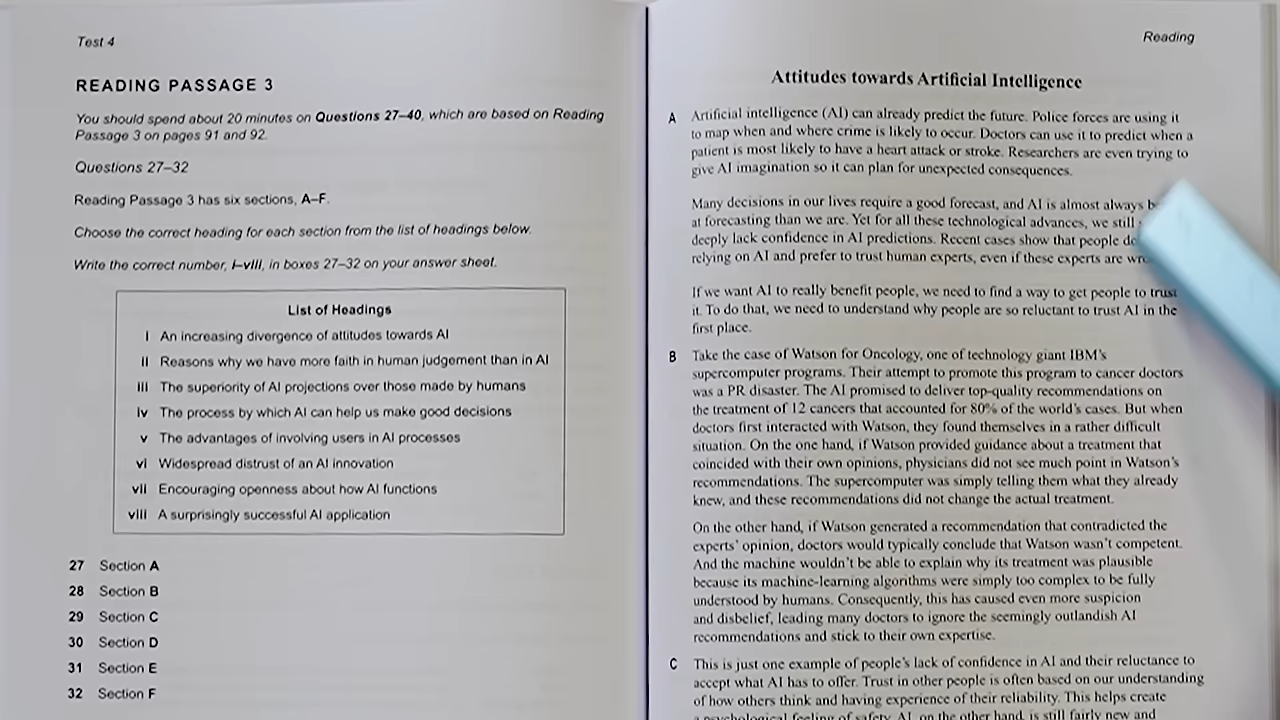 Test 4
READING PASSAGE 3
You should spend about 20 minutes on Questions 27–40, which are based on Reading
Passage 3 on pages 91 and 92.
Questions 27–32
Reading Passage 3 has six sections, A–F.
Choose the correct heading for each section from the list of headings below.
Write the correct number, i–viii, in boxes 27–32 on your answer sheet.
List of Headings
i An increasing divergence of attitudes towards AI
ii Reasons why we have more faith in human judgement than in AI
iii The superiority of AI projections over those made by humans
iv The process by which AI can help us make good decisions
v The advantages of involving users in AI processes
vi Widespread distrust of an AI innovation
vii Encouraging openness about how AI functions
viii A surprisingly successful AI application
27 Section A
28 Section B
29 Section C
30 Section D
31 Section E
32 Section F
Reading
Attitudes towards Artificial Intelligence
A Artificial intelligence (AI) can already predict the future. Police forces are using it
to map when and where crime is likely to occur. Doctors can use it to predict when a
patient is most likely to have a heart attack or stroke. Researchers are even trying to
give AI imagination so it can plan for unexpected consequences.
Many decisions in our lives require a good forecast, and AI is almost always
at forecasting than we are. Yet for all these technological advances, we still
deeply lack confidence in AI predictions. Recent cases show that people
relying on AI and prefer to trust human experts, even if these experts are
If we want AI to really benefit people, we need to find a way to get people to trust
it. To do that, we need to understand why people are so reluctant to trust AI in the
first place.
B Take the case of Watson for Oncology, one of technology giant IBM's
supercomputer programs. Their attempt to promote this program to cancer doctors
was a PR disaster. The AI promised to deliver top-quality recommendations on
the treatment of 12 cancers that accounted for 80% of the world's cases. But when
doctors first interacted with Watson, they found themselves in a rather difficult
situation. On the one hand, if Watson provided guidance about a treatment that
coincided with their own opinions, physicians did not see much point in Watson's
recommendations. The supercomputer was simply telling them what they already
knew, and these recommendations did not change the actual treatment.
On the other hand, if Watson generated a recommendation that contradicted the
experts' opinion, doctors would typically conclude that Watson wasn't competent.
And the machine wouldn't be able to explain why its treatment was plausible
because its machine-learning algorithms were simply too complex to be fully
understood by humans. Consequently, this has caused even more suspicion
and disbelief, leading many doctors to ignore the seemingly outlandish AI
recommendations and stick to their own expertise.
C This is just one example of people's lack of confidence in AI and their reluctance to
accept what AI has to offer. Trust in other people is often based on our understanding
of how others think and having experience of their reliability. This helps create
a psychological feeling of safety. AI, on the other hand, is still fairly new and